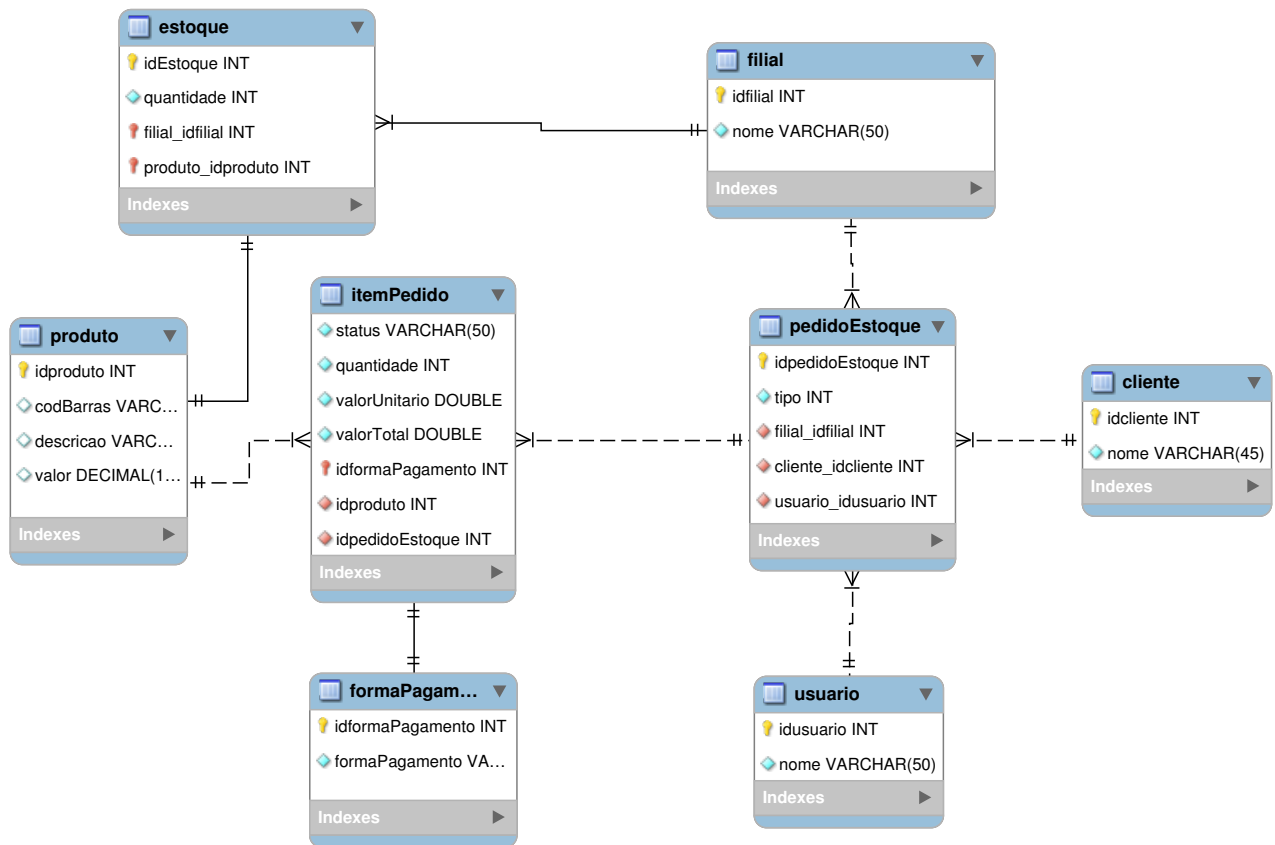 estoque
idEstoque INT
quantidade INT
filial_idfilial INT
produto_idproduto INT
Indexes
filial
idfilial INT
nome VARCHAR(50)
Indexes
itemPedido
status VARCHAR(50)
quantidade INT
valorUnitario DOUBLE
valorTotal DOUBLE
idformaPagamento INT
idproduto INT
idpedidoEstoque INT
Indexes
produto
idproduto INT
codBarras VARC...
descricao VARC...
valor DECIMAL(1...
Indexes
pedidoEstoque
idpedidoEstoque INT
tipo INT
filial_idfilial INT
cliente_idcliente INT
usuario_idusuario INT
Indexes
cliente
idcliente INT
nome VARCHAR(45)
Indexes
formaPagam...
idformaPagamento INT
formaPagamento VA...
Indexes
usuario
idusuario INT
nome VARCHAR(50)
Indexes